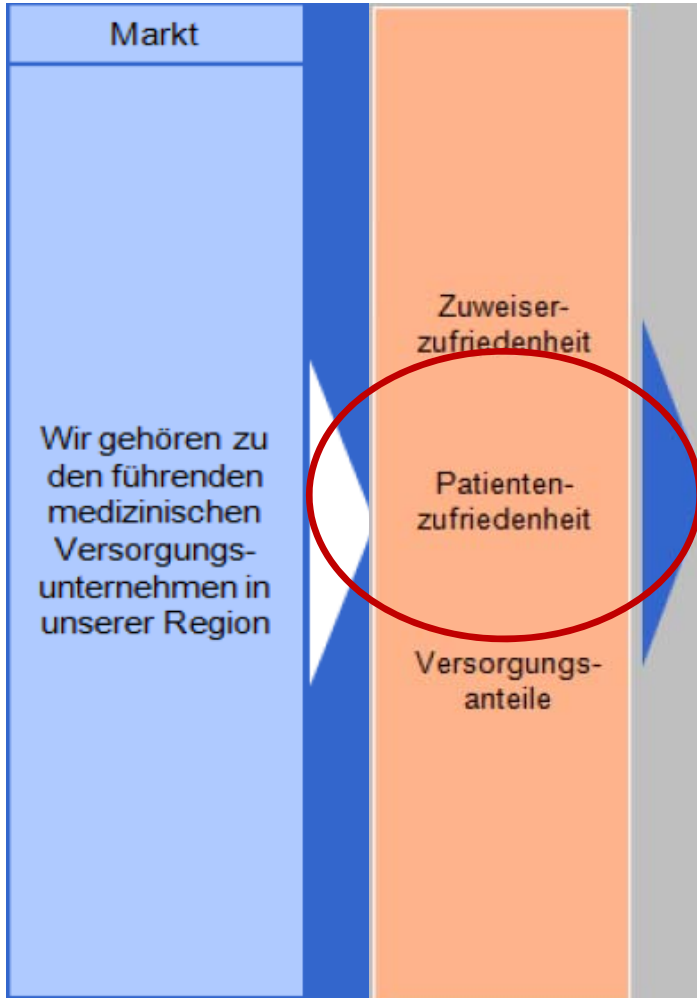 Markt
Wir gehören zu
den führenden
medizinischen
Versorgungs-
unternehmen in
unserer Region
Zuweiser-
zufriedenheit
Patienten-
zufriedenheit
Versorgungs-
anteile